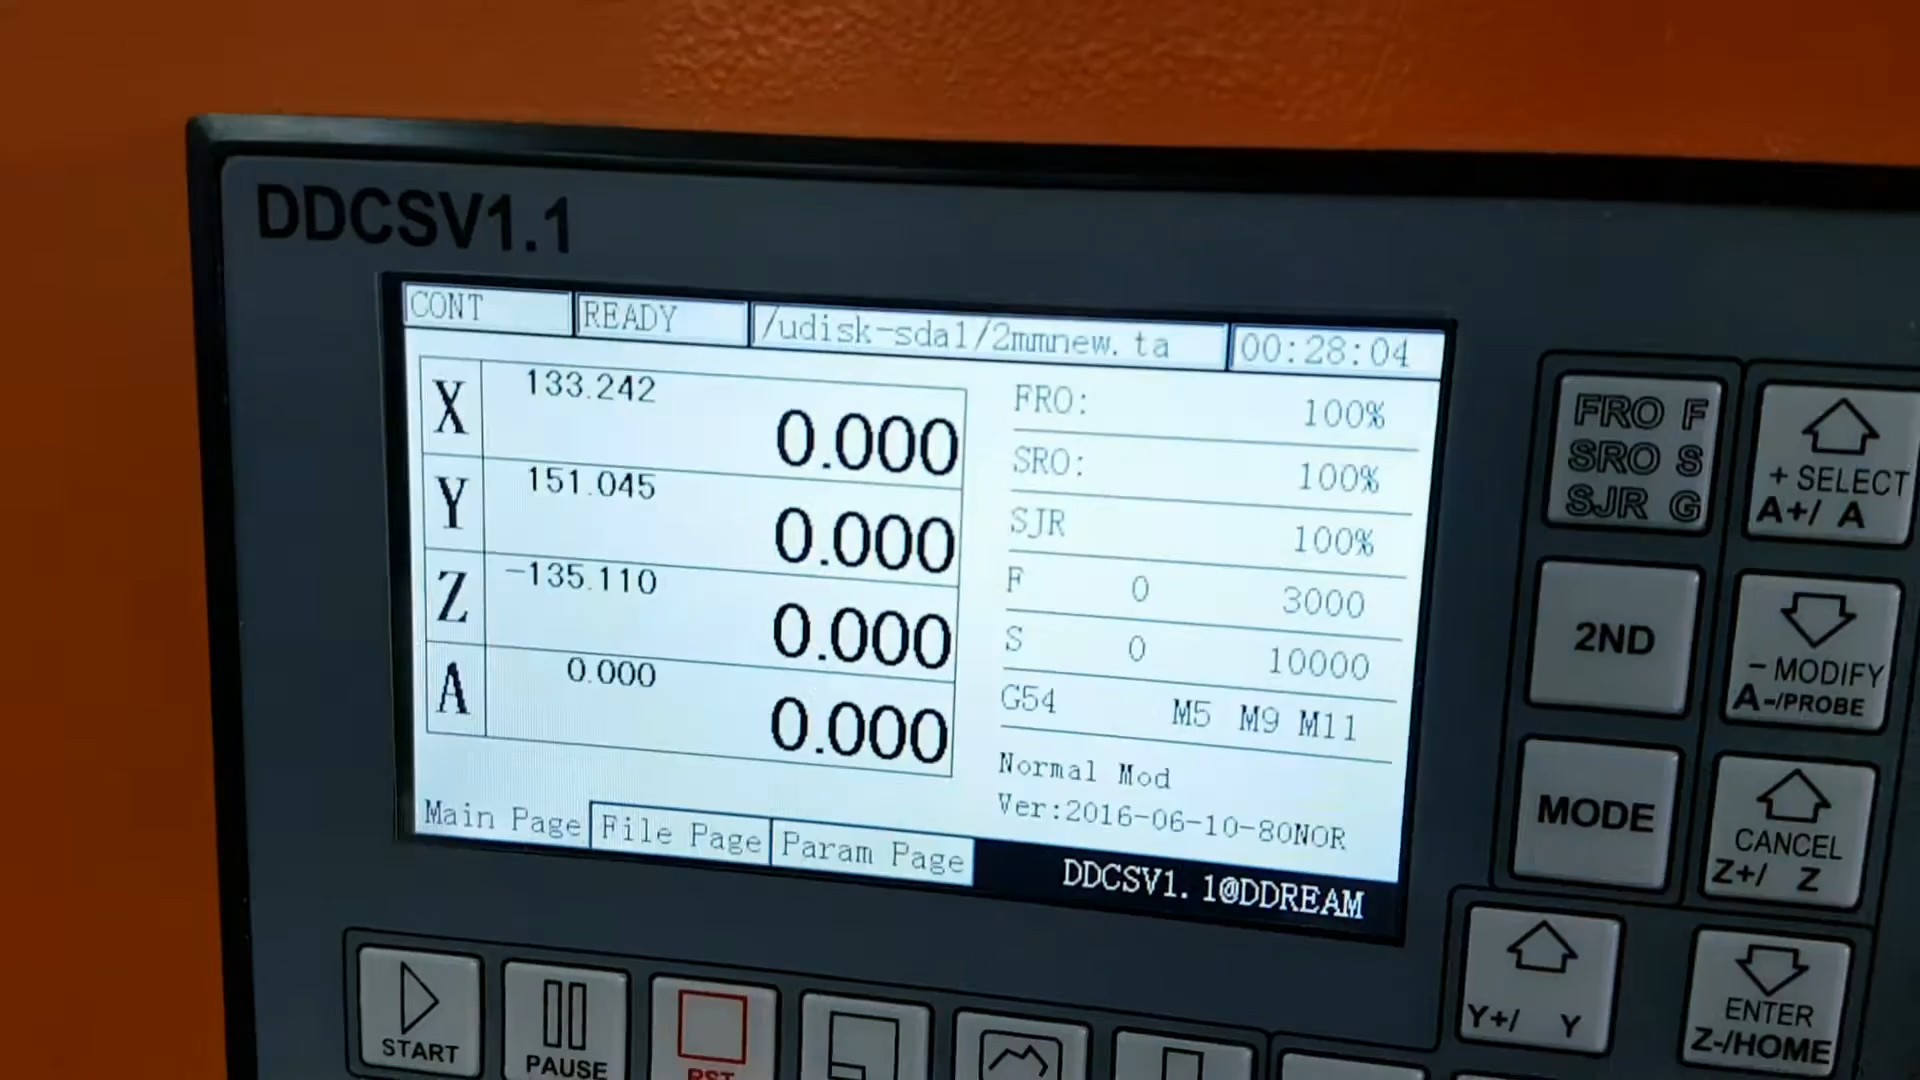 DDCSV1.1
CONT READY /udisk-sda1/2mmnew.ta 00:28:04
X 133.242 0.000
Y 151.045 0.000
Z -135.110 0.000
A 0.000 0.000
FRO: 100%
SRO: 100%
SJR 100%
F 0 3000
S 0 10000
G54 M5 M9 M11
Normal Mod
Ver:2016-06-10-80NOR
Main Page File Page Param Page DDCSV1.1@DDREAM
FRO F
SRO S
SJR G
+ SELECT
A+/ A
2ND
- MODIFY
A-/PROBE
MODE
CANCEL
Z+/ Z
Y+/ Y
ENTER
Z-/HOME
START
PAUSE
RST